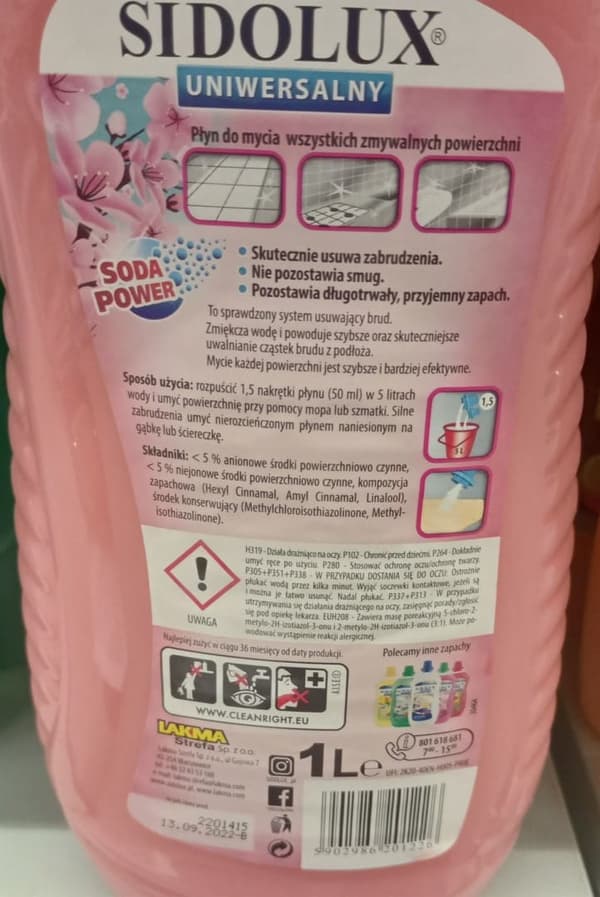 SIDOLUX®
UNIWERSALNY
Płyn do mycia wszystkich zmywalnych powierzchni
SODA
POWER
• Skutecznie usuwa zabrudzenia.
• Nie pozostawia smug.
• Pozostawia długotrwały, przyjemny zapach.
To sprawdzony system usuwający brud.
Zmiękcza wodę i powoduje szybsze oraz skuteczniejsze
uwalnianie cząstek brudu z podłoża.
Mycie każdej powierzchni jest szybsze i bardziej efektywne.
Sposób użycia: rozpuścić 1,5 nakrętki płynu (50 ml) w 5 litrach
wody i umyć powierzchnię przy pomocy mopa lub szmatki. Silne
zabrudzenia umyć nierozcieńczonym płynem naniesionym na
gąbkę lub ściereczkę.
1,5
5L
Składniki: < 5 % anionowe środki powierzchniowo czynne,
< 5 % niejonowe środki powierzchniowo czynne, kompozycja
zapachowa (Hexyl Cinnamal, Amyl Cinnamal, Linalool),
środek konserwujący (Methylchloroisothiazolinone, Methyl-
isothiazolinone).
H319 - Działa drażniąco na oczy. P102 - Chronić przed dziećmi. P264 - Dokładnie
umyć ręce po użyciu. P280 - Stosować ochronę oczu/ochronę twarzy.
P305+P351+P338 - W PRZYPADKU DOSTANIA SIĘ DO OCZU: Ostrożnie
płukać wodą przez kilka minut. Wyjąć soczewki kontaktowe, jeżeli są
i można je łatwo usunąć. Nadal płukać. P337+P313 - W przypadku
utrzymywania się działania drażniącego na oczy, zasięgnąć porady/zgłosić
się pod opiekę lekarza. EUH208 - Zawiera masę poreakcyjną 5-chloro-2-
metylo-2H-izotiazol-3-onu i 2-metylo-2H-izotiazol-3-onu (3:1). Może po-
wodować wystąpienie reakcji alergicznej.
UWAGA
Najlepiej zużyć w ciągu 36 miesięcy od daty produkcji.
Polecamy inne zapachy
WWW.CLEANRIGHT.EU
LAKMA
Strefa Sp. z o.o.
1L e
801 618 681
7⁰⁰ - 15⁰⁰
www.sidolux.pl, www.lakma.com
2201415
13.09.2022-B